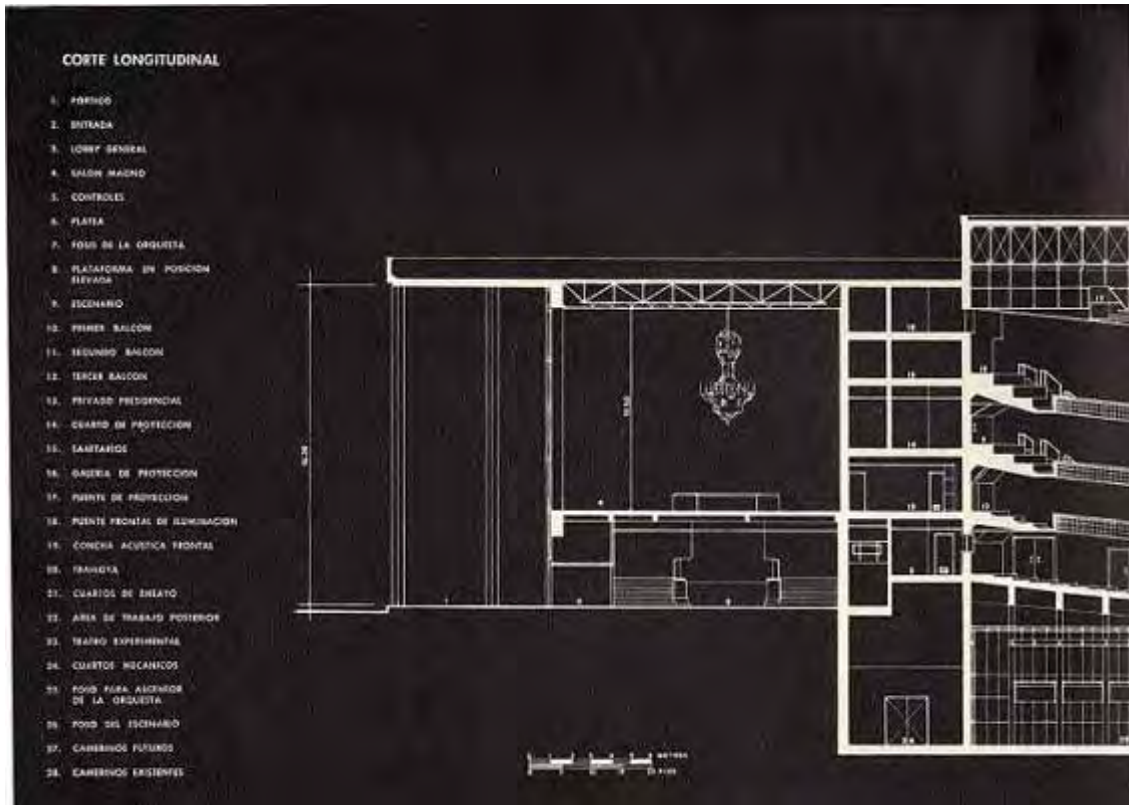 CORTE LONGITUDINAL
1. PORTICO
2. ENTRADA
3. LOBBY GENERAL
4. SALON MAGNO
5. CONTROLES
6. PLATEA
7. FOSO DE LA ORQUESTA
8. PLATAFORMA EN POSICION
ELEVADA
9. ESCENARIO
10. PRIMER BALCON
11. SEGUNDO BALCON
12. TERCER BALCON
13. PRIVADO PRESIDENCIAL
14. CUARTO DE PROYECCION
15. SANITARIOS
16. GALERIA DE PROYECCION
17. PUENTE DE PROYECCION
18. PUENTE FRONTAL DE ILUMINACION
19. CONCHA ACUSTICA FRONTAL
20. TRAMOYA
21. CUARTOS DE ENSAYO
22. AREA DE TRABAJO POSTERIOR
23. TEATRO EXPERIMENTAL
24. CUARTOS MECANICOS
25. FOSO PARA ASCENSOR
DE LA ORQUESTA
26. FOSO DEL ESCENARIO
27. CAMERINOS FUTUROS
28. CAMERINOS EXISTENTES
METROS
PIES